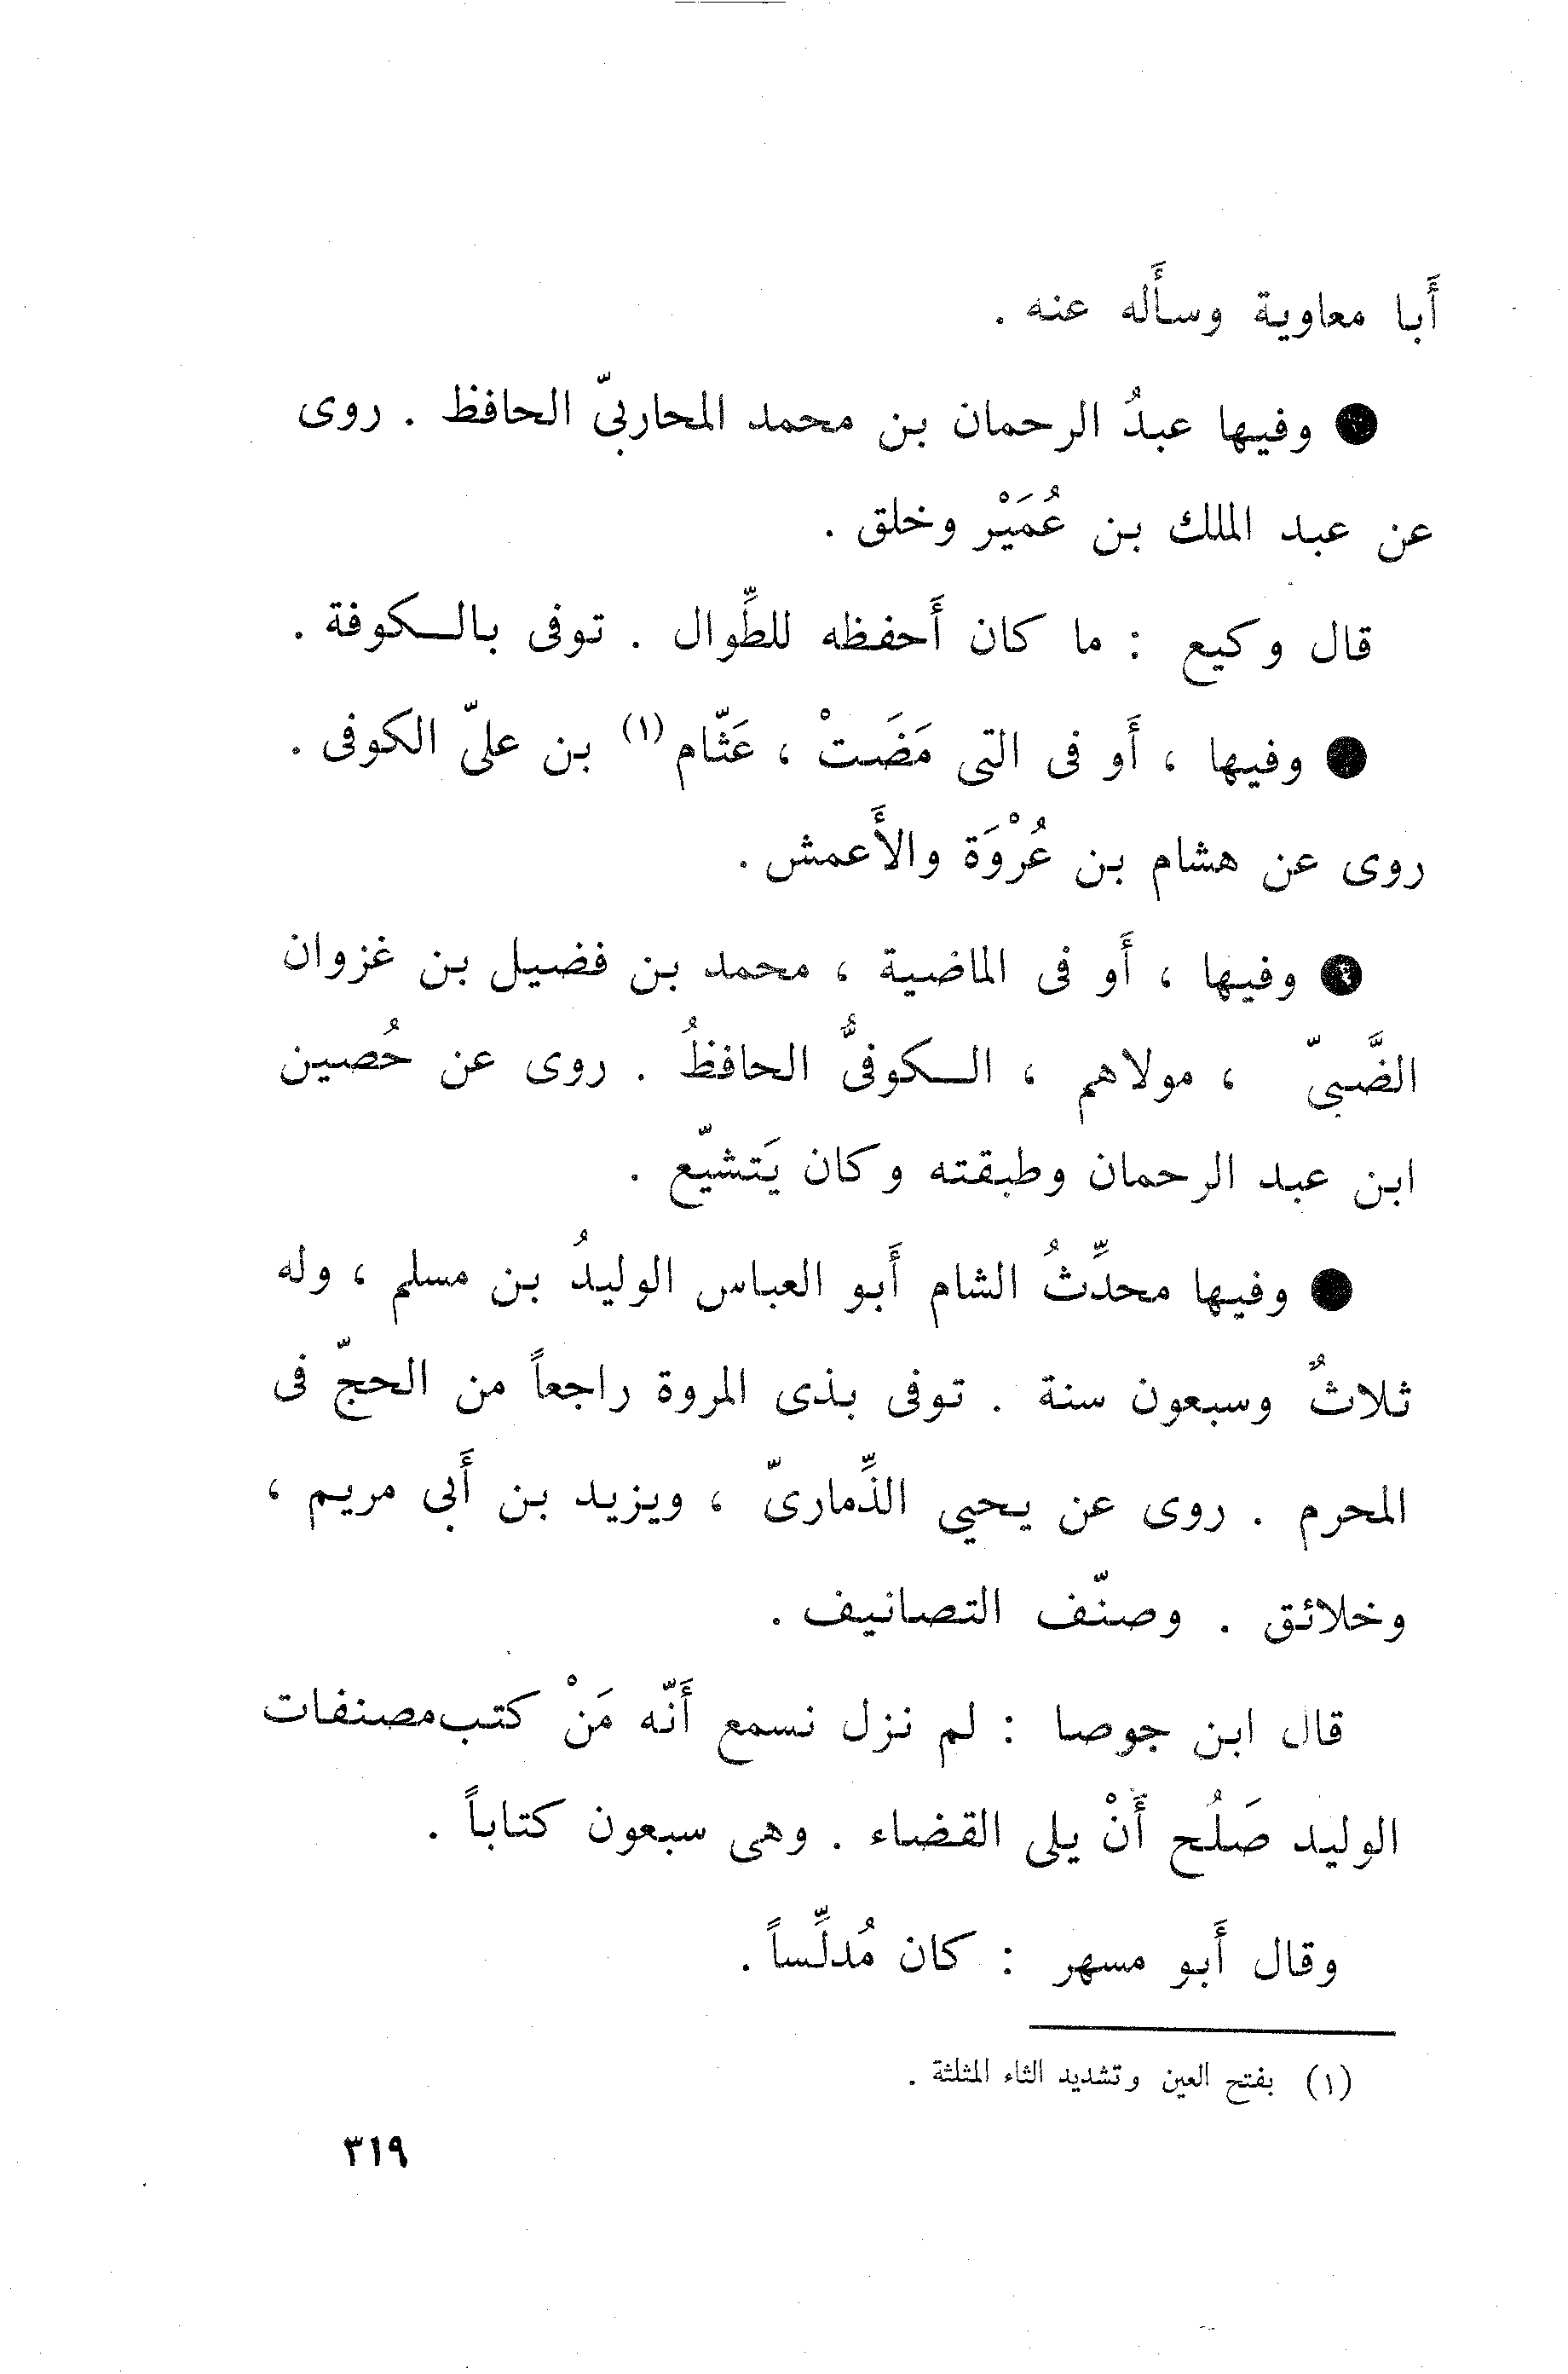 أَبا معاوية وسأَله عنه .
● وفيها عبدُ الرحمان بن محمد المحاربيّ الحافظ . روى
عن عبد الملك بن عُمَيْر وخلق .
قال وكيع : ما كان أَحفظه للطِّوال . توفى بالـكوفة .
● وفيها ، أَو فى التى مَضَتْ ، عَثّام (١) بن علىّ الكوفى .
روى عن هشام بن عُرْوَة والأَعمش .
● وفيها ، أَو فى الماضية ، محمد بن فضيل بن غزوان
الضَّبىّ ، مولاهم ، الـكوفىُّ الحافظُ . روى عن حُصين
ابن عبد الرحمان وطبقته وكان يَتشيّع .
● وفيها محدِّثُ الشام أَبو العباس الوليدُ بن مسلم ، وله
ثلاثٌ وسبعون سنة . توفى بذى المروة راجعاً من الحجّ فى
المحرم . روى عن يحيي الذِّمارىّ ، ويزيد بن أَبى مريم ،
وخلائق . وصنّف التصانيف .
قال ابن جوصا : لم نزل نسمع أَنّه مَنْ كتب مصنفات
الوليد صَلُح أَنْ يلى القضاء . وهى سبعون كتاباً .
وقال أَبو مسهر : كان مُدلِّساً .
(١) بفتح العين وتشديد الثاء المثلثة .
٣١٩